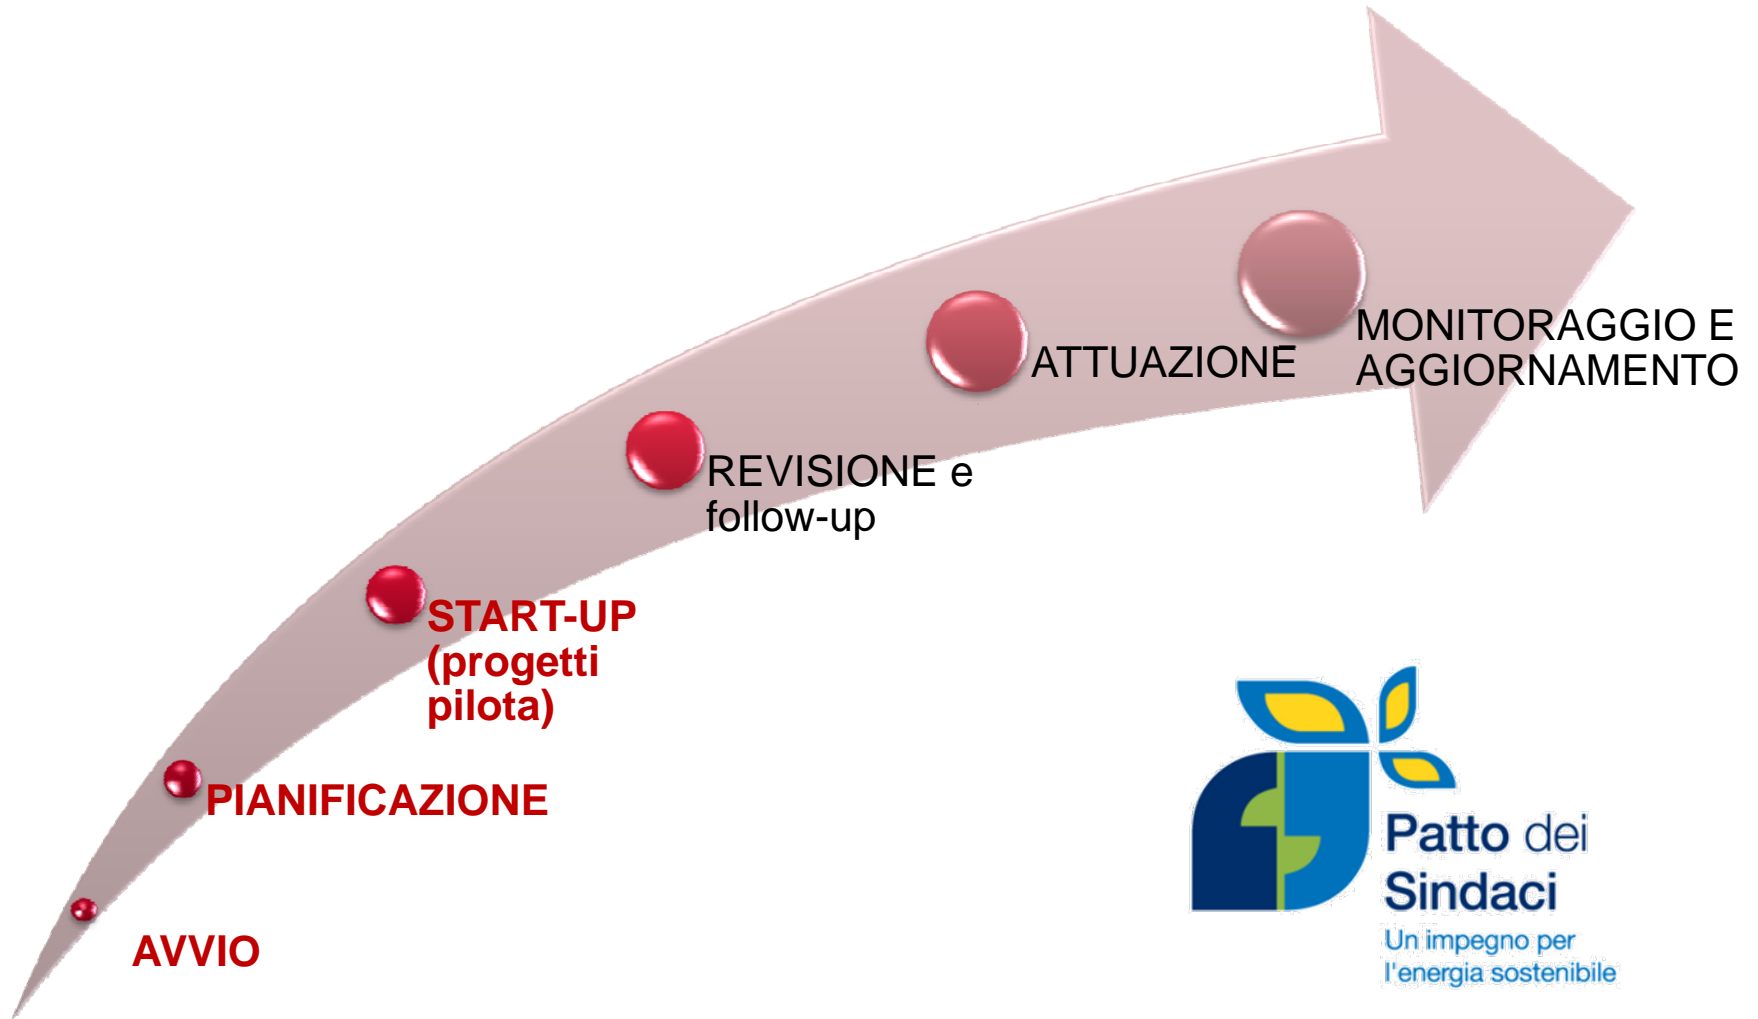 MONITORAGGIO E
AGGIORNAMENTO
ATTUAZIONE
REVISIONE e
follow-up
START-UP
(progetti
pilota)
PIANIFICAZIONE
AVVIO
Patto dei
Sindaci
Un impegno per
l'energia sostenibile